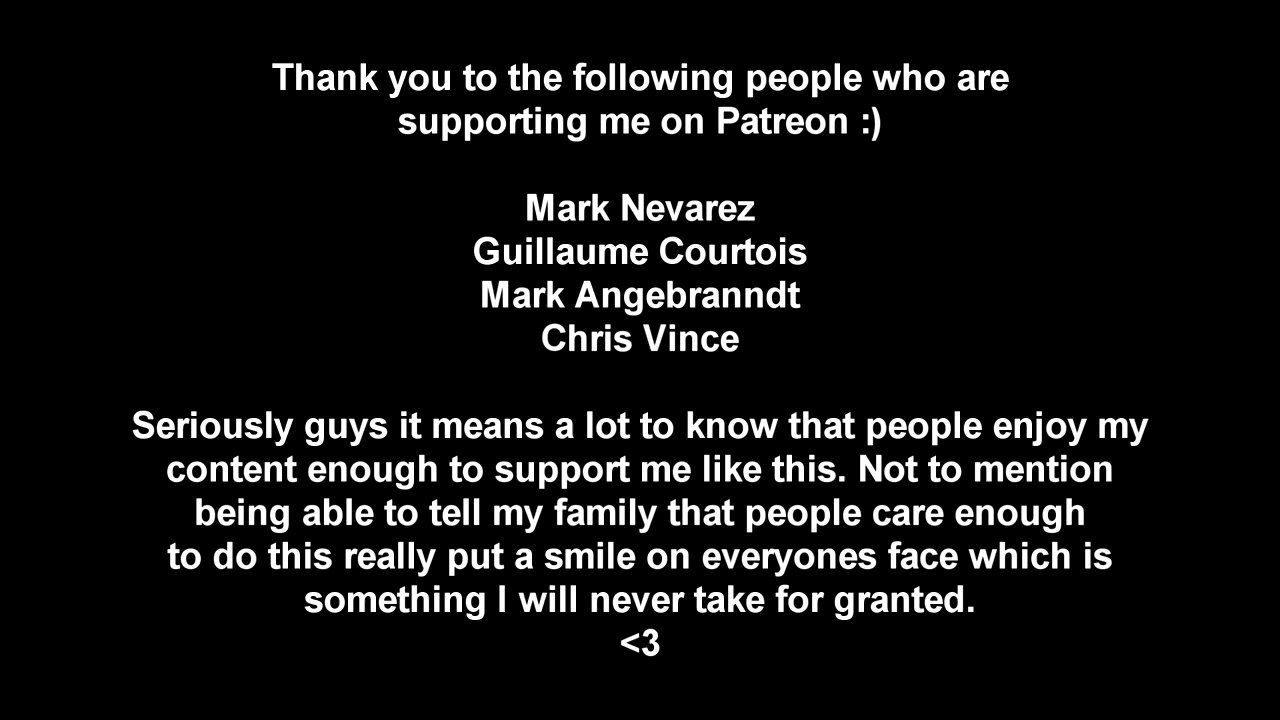 Thank you to the following people who are
supporting me on Patreon :)
Mark Nevarez
Guillaume Courtois
Mark Angebranndt
Chris Vince
Seriously guys it means a lot to know that people enjoy my
content enough to support me like this. Not to mention
being able to tell my family that people care enough
to do this really put a smile on everyones face which is
something I will never take for granted.
<3